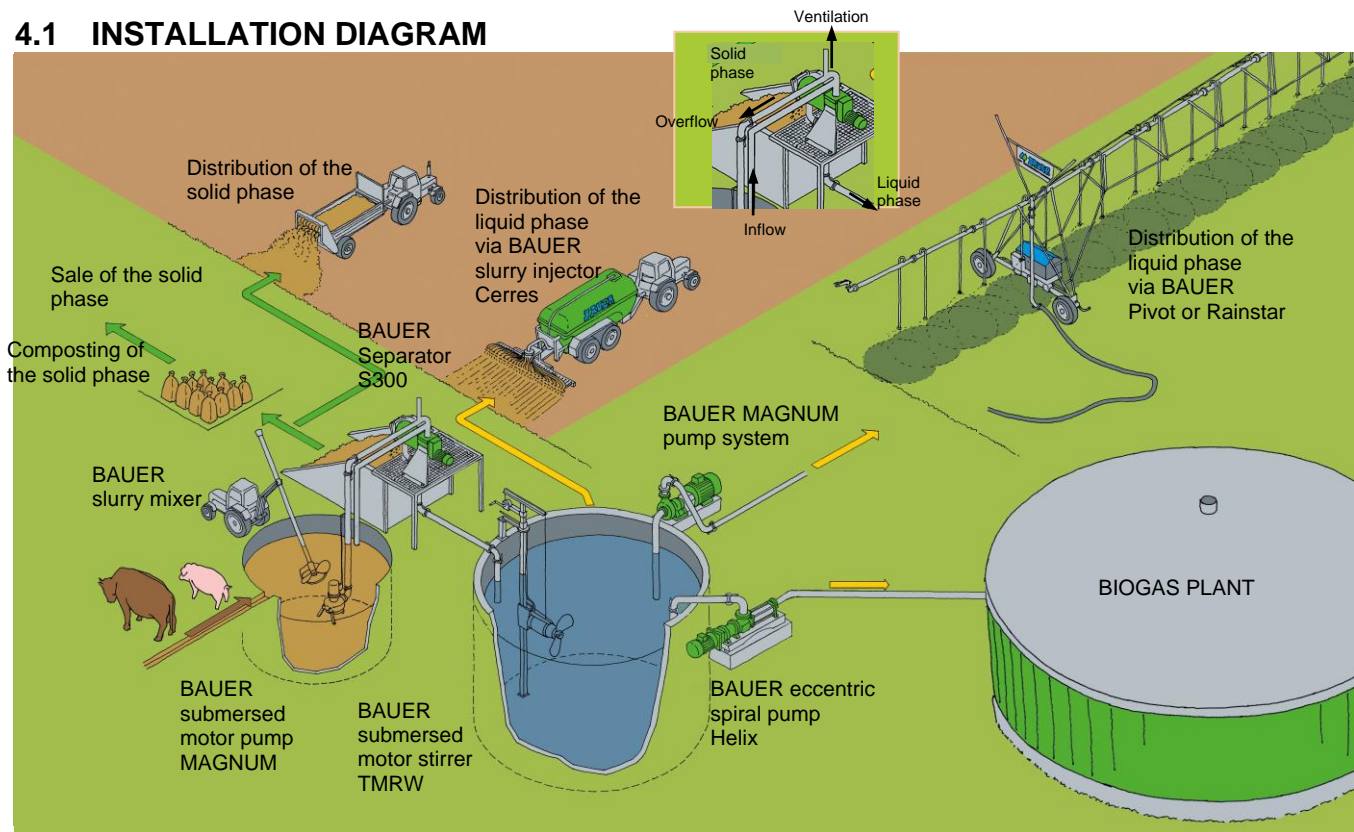 4.1 INSTALLATION DIAGRAM
Ventilation
Solid
phase
Overflow
Liquid
phase
Inflow
Distribution of the
solid phase
Distribution of the
liquid phase
via BAUER
slurry injector
Cerres
Distribution of the
liquid phase
via BAUER
Pivot or Rainstar
Sale of the solid
phase
BAUER
Separator
S300
Composting of
the solid phase
BAUER MAGNUM
pump system
BAUER
slurry mixer
BIOGAS PLANT
BAUER
submersed
motor pump
MAGNUM
BAUER
submersed
motor stirrer
TMRW
BAUER eccentric
spiral pump
Helix
BAUER